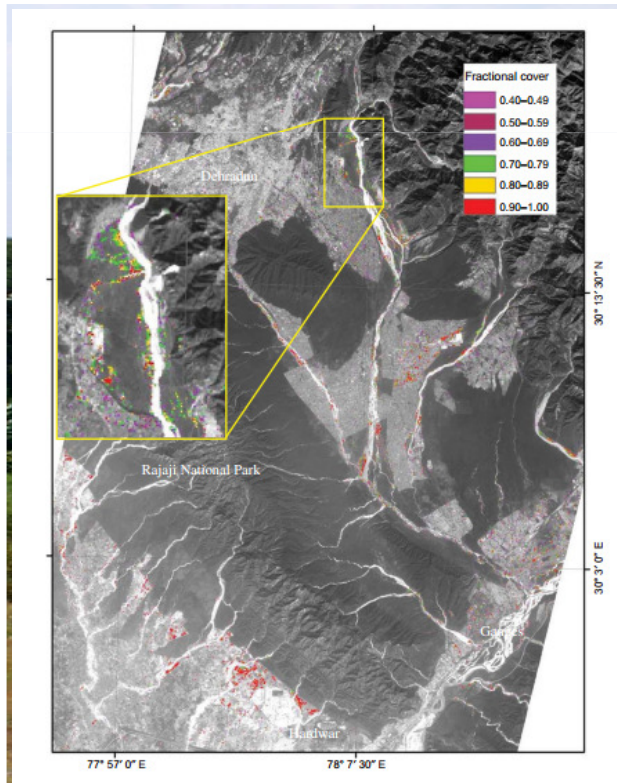 Fractional cover
0.40–0.49
0.50–0.59
0.60–0.69
0.70–0.79
0.80–0.89
0.90–1.00
Dehradun
30° 13′ 30″ N
Rajaji National Park
30° 3′ 0″ E
Ganges
Hardwar
77° 57′ 0″ E
78° 7′ 30″ E